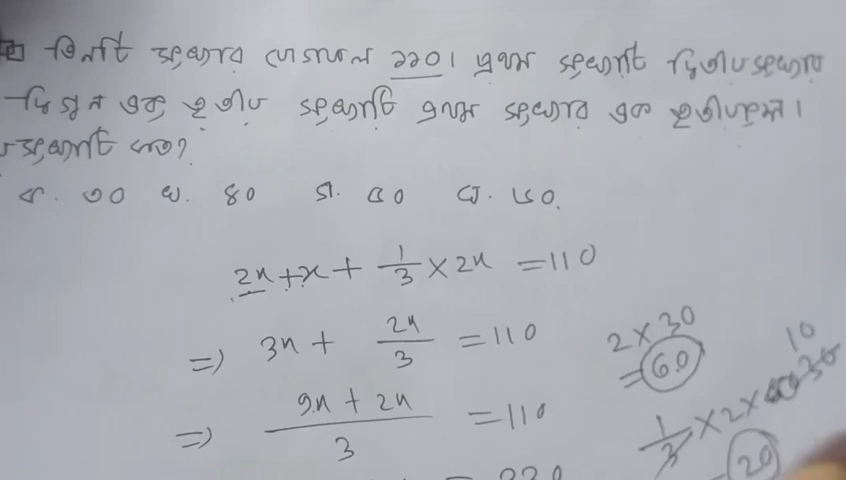 তিনটি সংখ্যার যোগফল ১১০। প্রথম সংখ্যাটি দ্বিতীয় সংখ্যার
দ্বিগুন এবং তৃতীয় সংখ্যাটি প্রথম সংখ্যার এক তৃতীয়াংশ।
সংখ্যাটি কত?
ক. ৩০ খ. ৪০ গ. ৫০ ঘ. ৬০.
2x + x + 1/3 × 2x = 110
=> 3x + 2x/3 = 110
2 × 30
= 60
=> 9x + 2x / 3 = 110
1/3 × 2 × 30
10
20
= 330